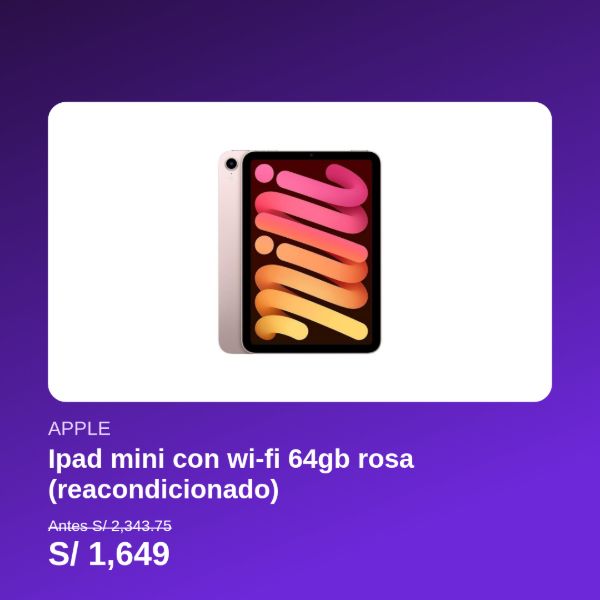 APPLE
Ipad mini con wi-fi 64gb rosa
(reacondicionado)
Antes S/ 2,343.75
S/ 1,649